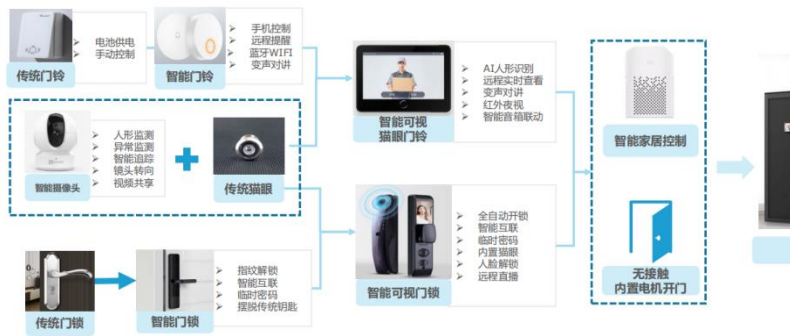 电池供电
手动控制
传统门铃
手机控制
远程提醒
蓝牙WIFI
变声对讲
智能门铃
人形监测
异常监测
智能追踪
镜头转向
视频共享
智能摄像头
传统猫眼
传统门锁
指纹解锁
智能互联
临时密码
摆脱传统钥匙
智能门锁
AI人形识别
远程实时查看
变声对讲
红外夜视
智能音箱联动
智能可视
猫眼门铃
全自动开锁
智能互联
临时密码
内置猫眼
人脸解锁
远程直播
智能可视门锁
智能家居控制
无接触
内置电机开门